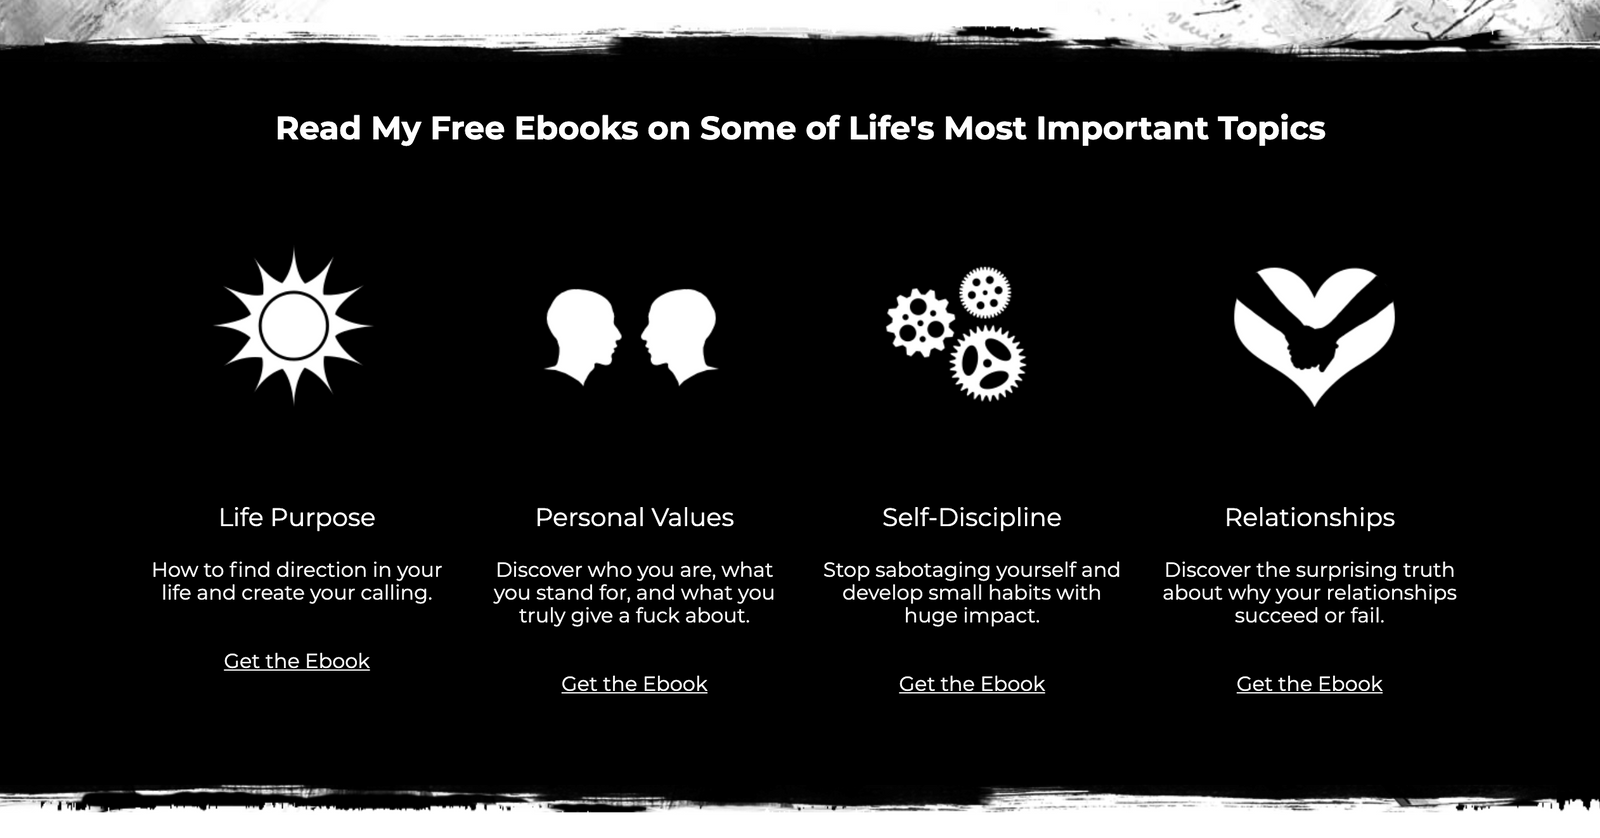 Read My Free Ebooks on Some of Life's Most Important Topics
Life Purpose
How to find direction in your
life and create your calling.
Get the Ebook
Personal Values
Discover who you are, what
you stand for, and what you
truly give a fuck about.
Get the Ebook
Self-Discipline
Stop sabotaging yourself and
develop small habits with
huge impact.
Get the Ebook
Relationships
Discover the surprising truth
about why your relationships
succeed or fail.
Get the Ebook